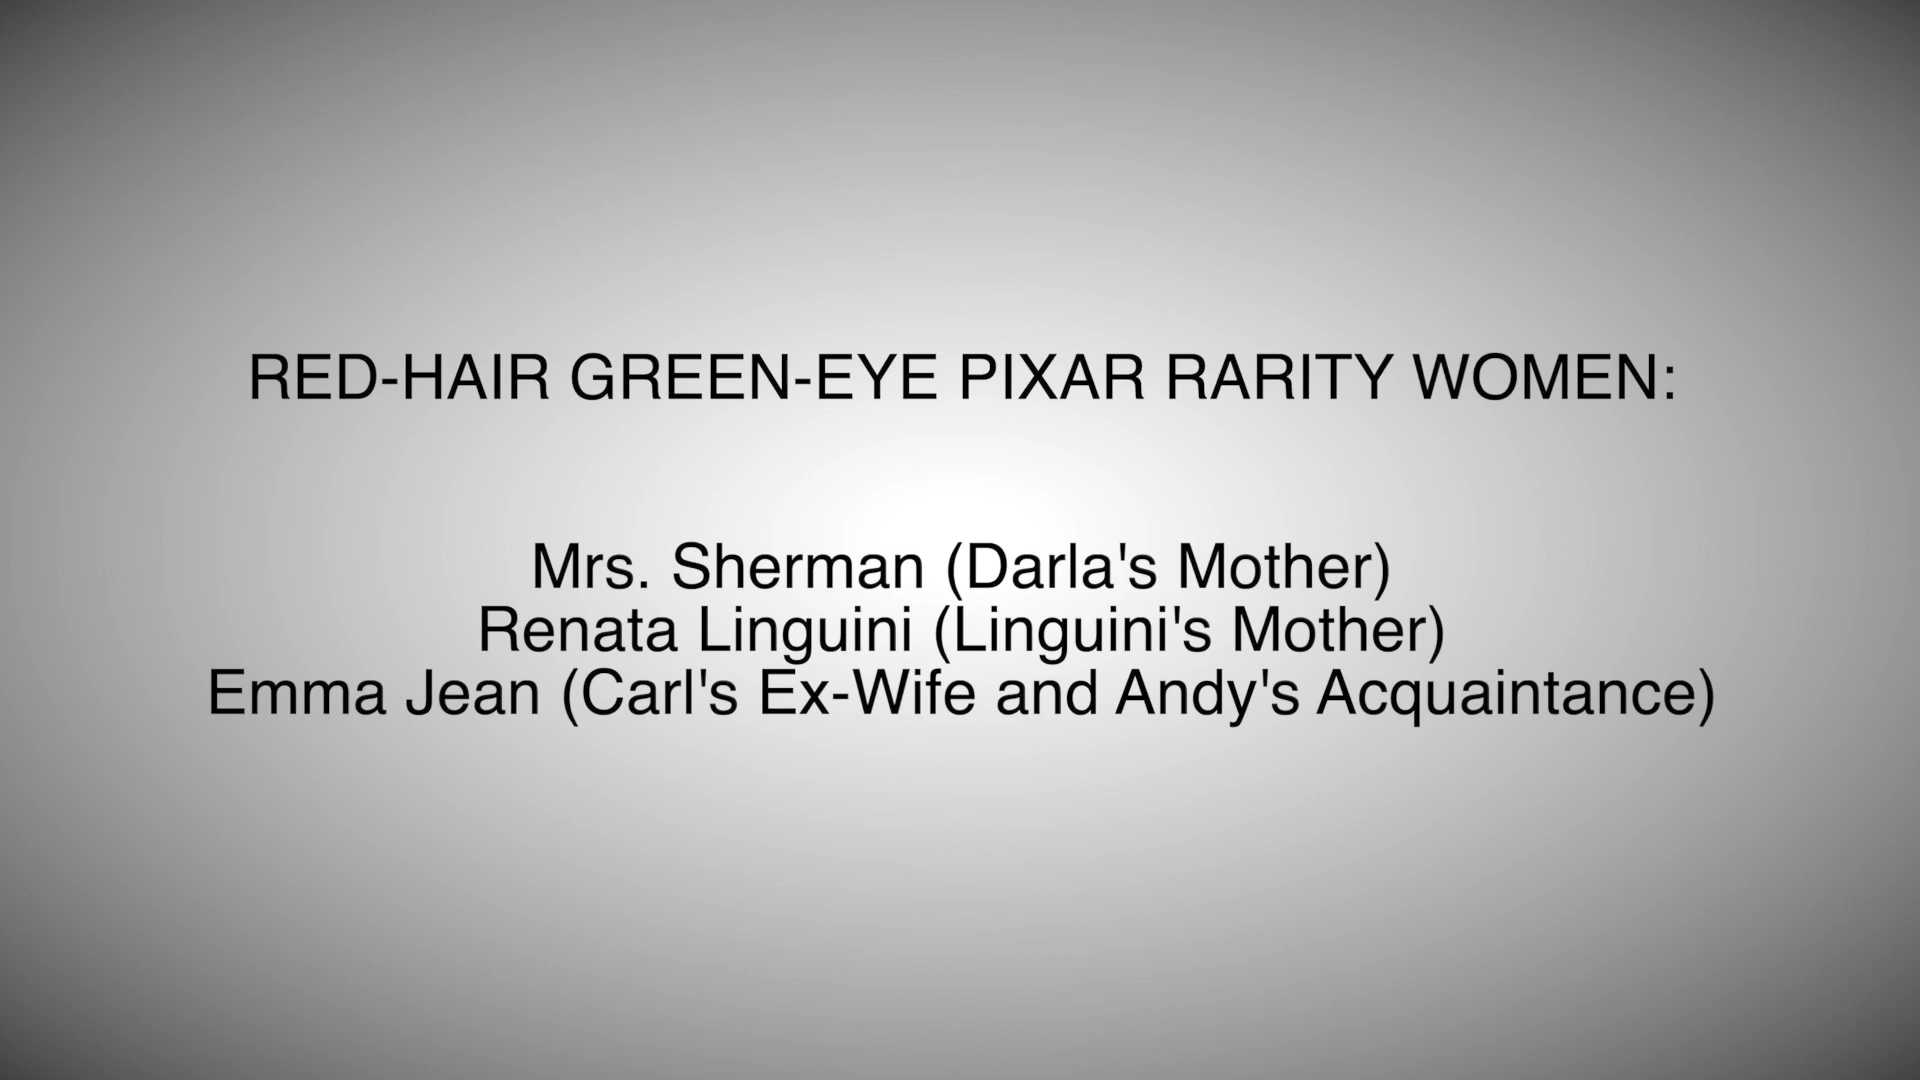 RED-HAIR GREEN-EYE PIXAR RARITY WOMEN:
Mrs. Sherman (Darla's Mother)
Renata Linguini (Linguini's Mother)
Emma Jean (Carl's Ex-Wife and Andy's Acquaintance)